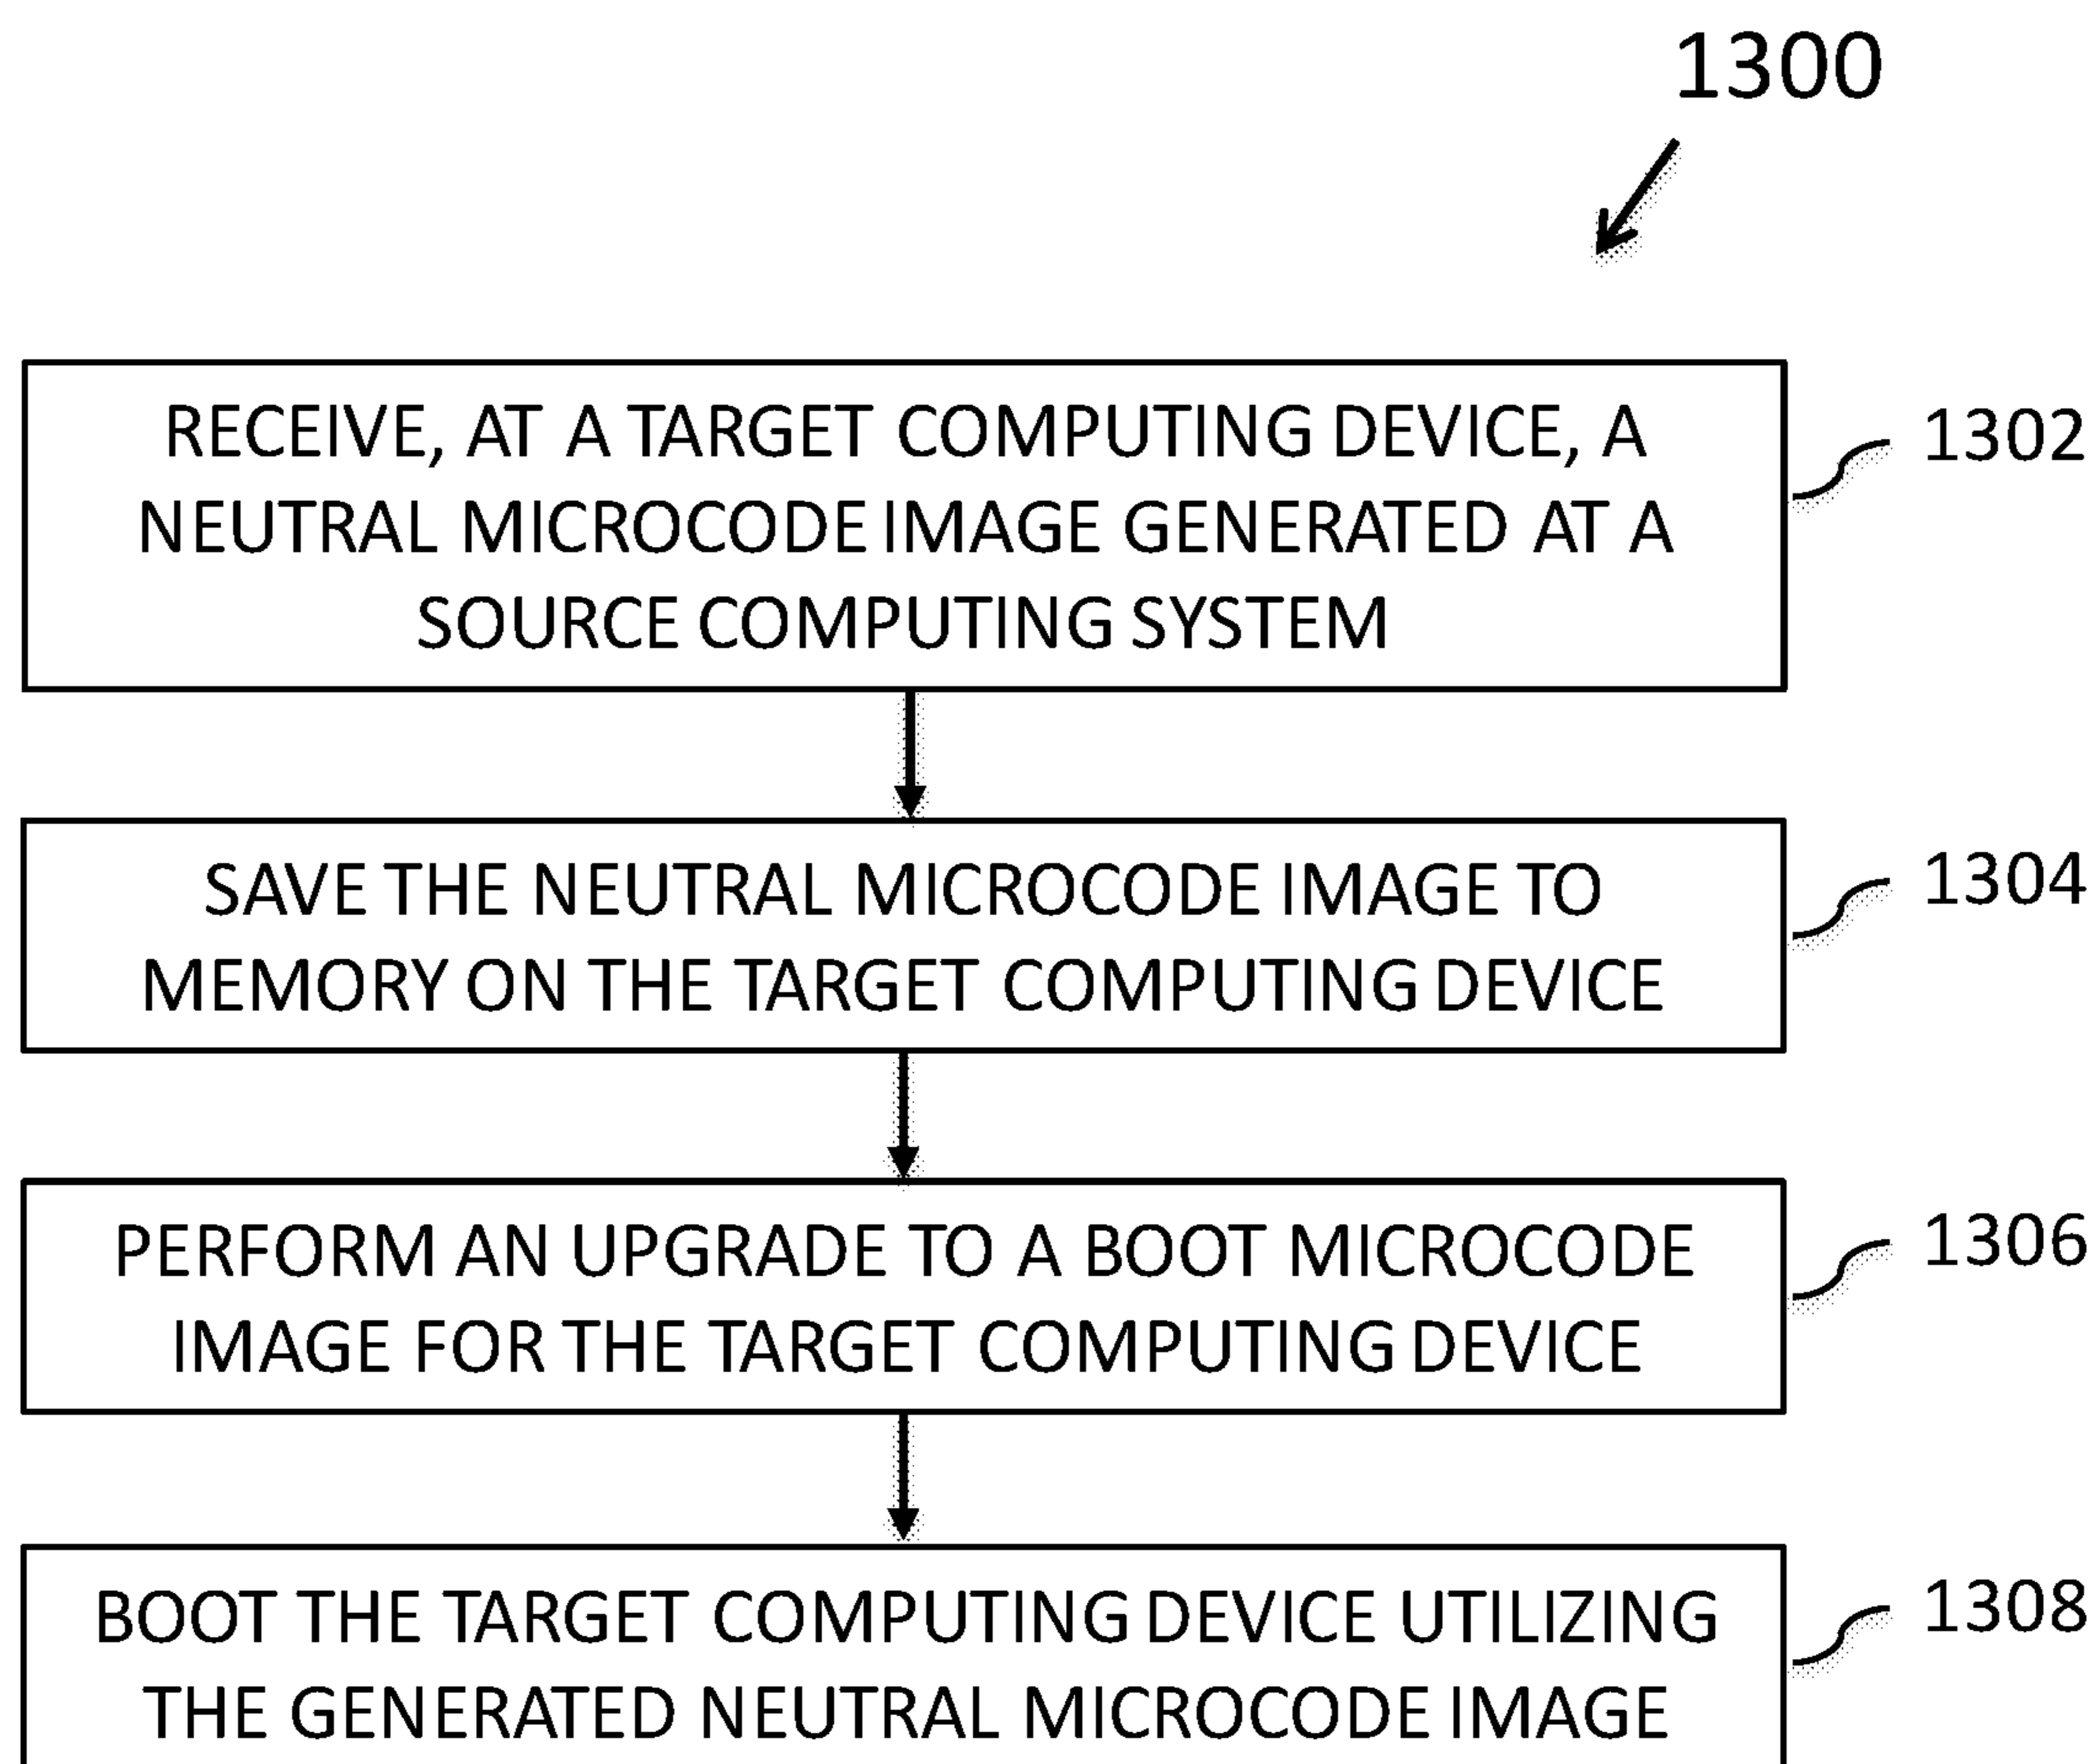 1300
RECEIVE, AT A TARGET COMPUTING DEVICE, A
NEUTRAL MICROCODE IMAGE GENERATED AT A
SOURCE COMPUTING SYSTEM
1302
SAVE THE NEUTRAL MICROCODE IMAGE TO
MEMORY ON THE TARGET COMPUTING DEVICE
1304
PERFORM AN UPGRADE TO A BOOT MICROCODE
IMAGE FOR THE TARGET COMPUTING DEVICE
1306
BOOT THE TARGET COMPUTING DEVICE UTILIZING
THE GENERATED NEUTRAL MICROCODE IMAGE
1308